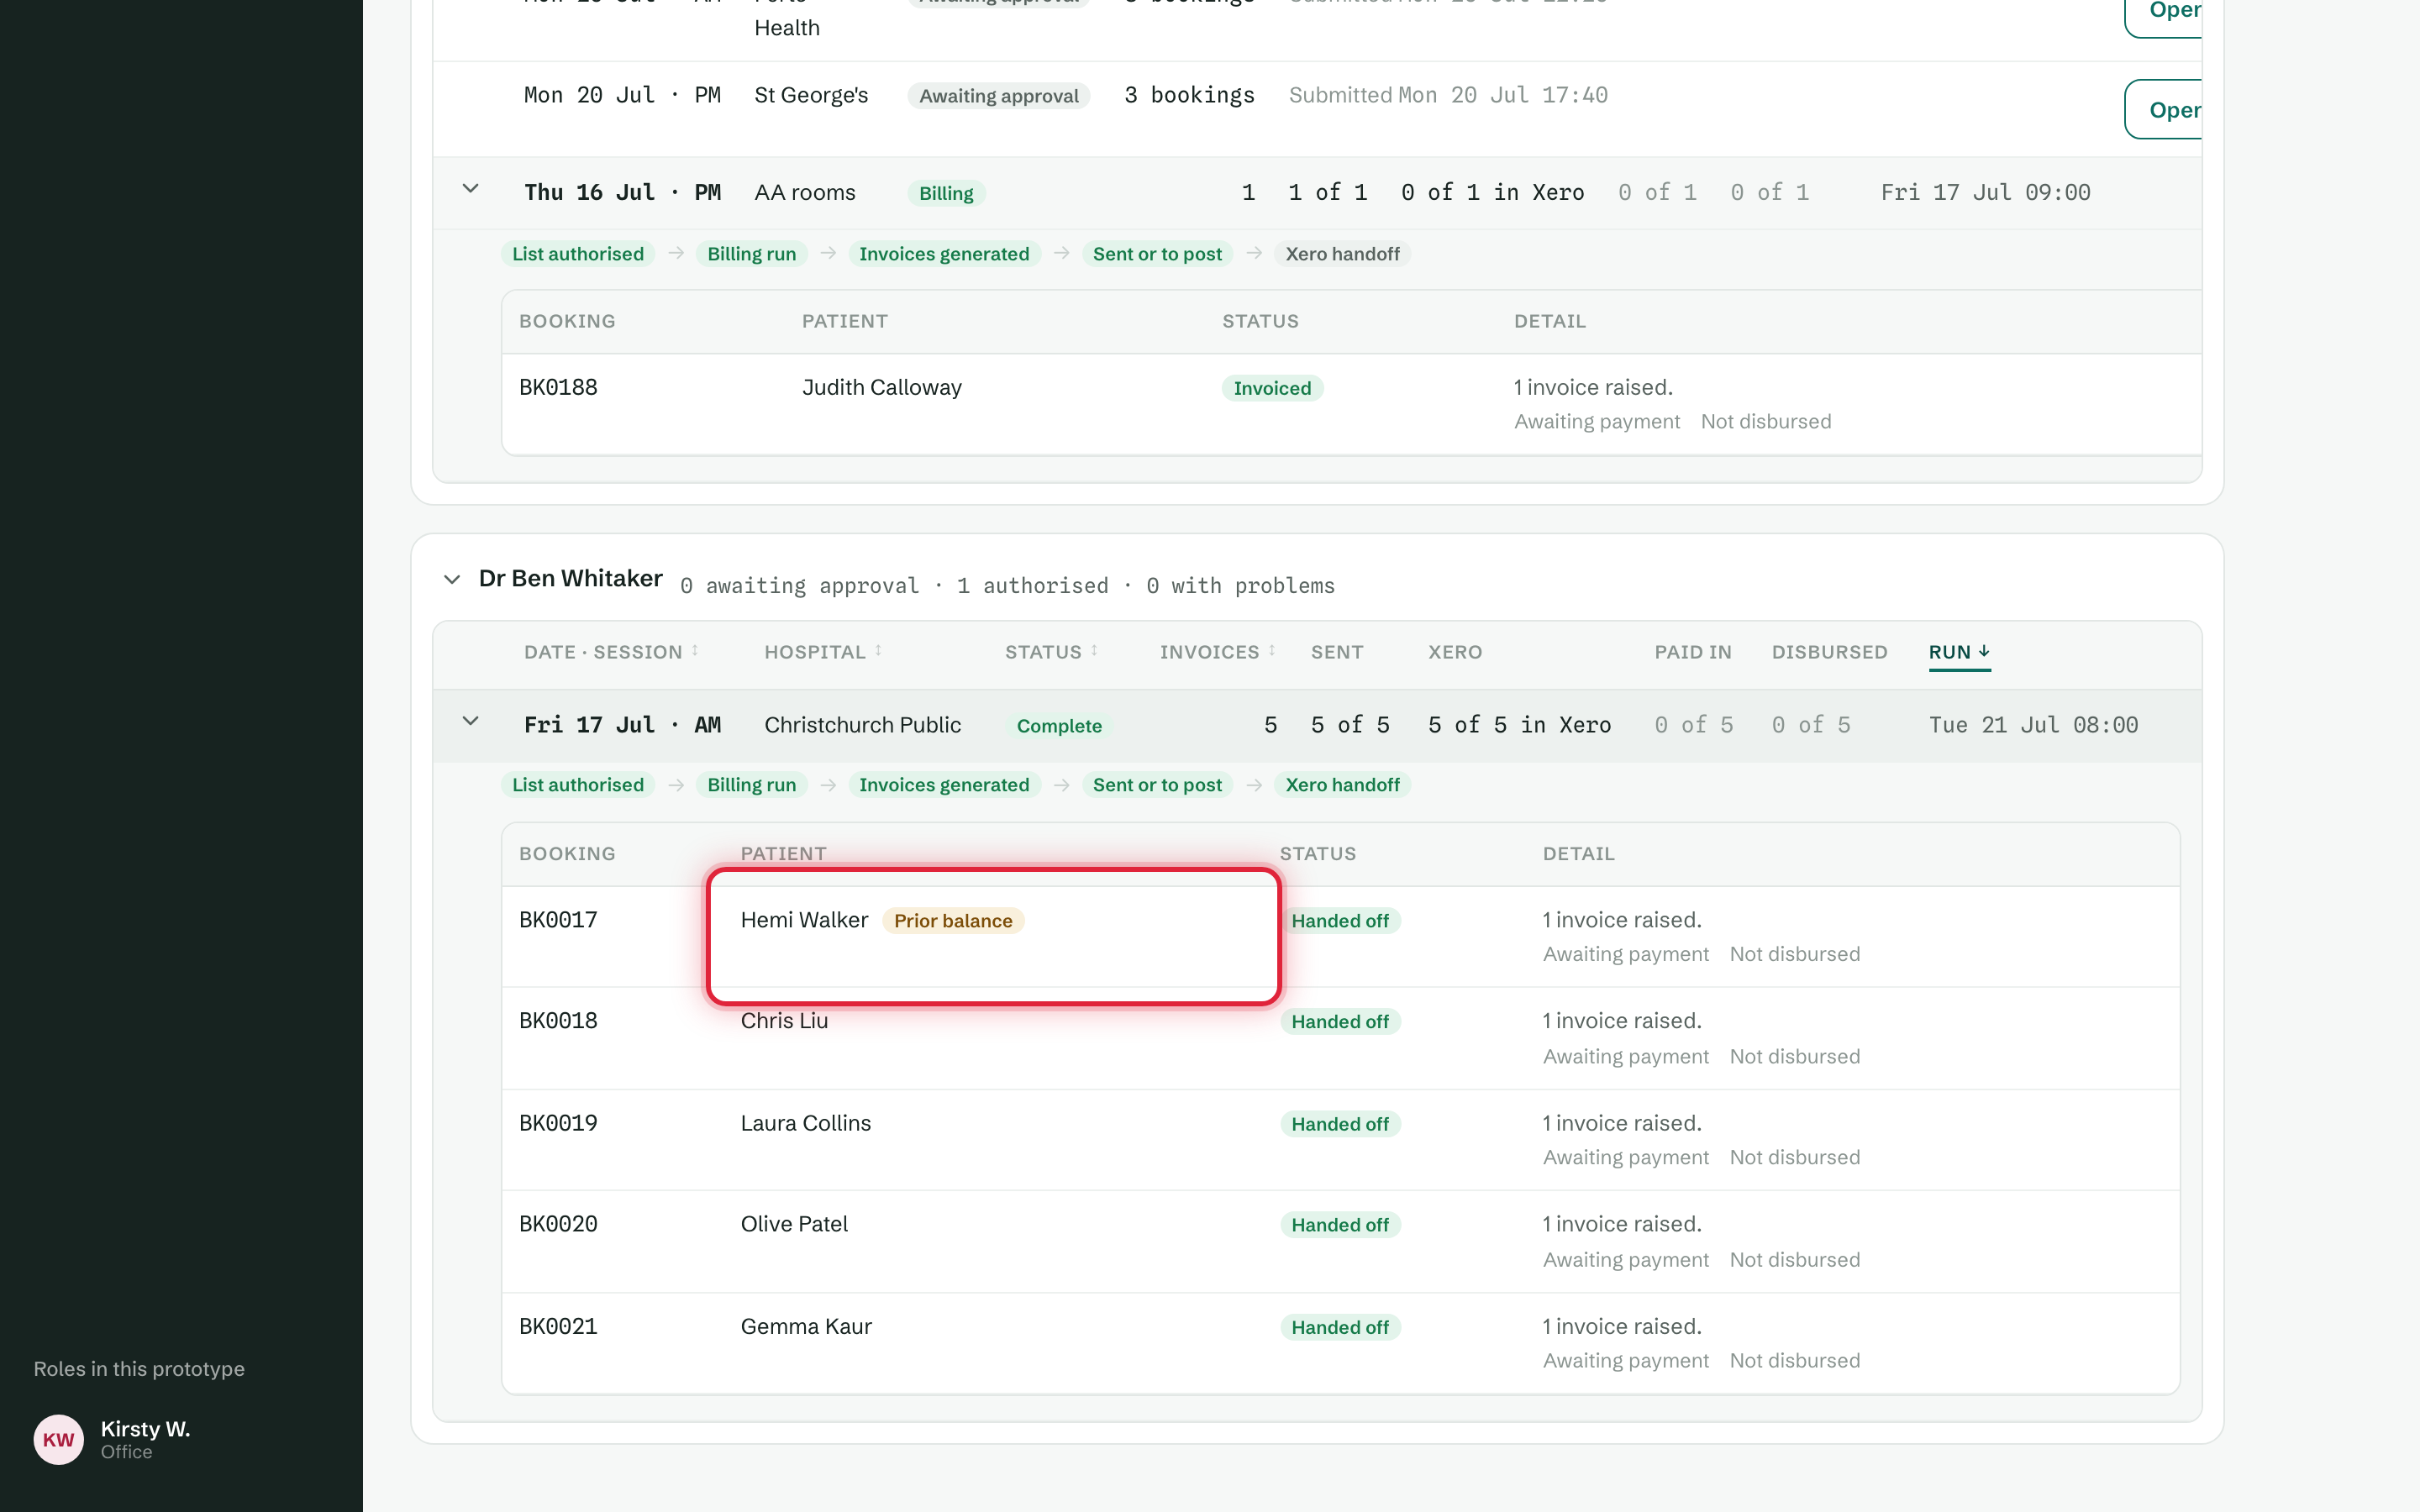 Health
Open
Mon 20 Jul · PM St George's Awaiting approval 3 bookings Submitted Mon 20 Jul 17:40
Thu 16 Jul · PM AA rooms Billing 1 1 of 1 0 of 1 in Xero 0 of 1 0 of 1 Fri 17 Jul 09:00
List authorised → Billing run → Invoices generated → Sent or to post → Xero handoff
BOOKING PATIENT STATUS DETAIL
BK0188 Judith Calloway Invoiced 1 invoice raised.
Awaiting payment Not disbursed
Dr Ben Whitaker 0 awaiting approval · 1 authorised · 0 with problems
DATE · SESSION ↕ HOSPITAL ↕ STATUS ↕ INVOICES ↕ SENT XERO PAID IN DISBURSED RUN ↓
Fri 17 Jul · AM Christchurch Public Complete 5 5 of 5 5 of 5 in Xero 0 of 5 0 of 5 Tue 21 Jul 08:00
List authorised → Billing run → Invoices generated → Sent or to post → Xero handoff
BOOKING PATIENT STATUS DETAIL
BK0017 Hemi Walker Prior balance Handed off 1 invoice raised.
Awaiting payment Not disbursed
BK0018 Chris Liu Handed off 1 invoice raised.
Awaiting payment Not disbursed
BK0019 Laura Collins Handed off 1 invoice raised.
Awaiting payment Not disbursed
BK0020 Olive Patel Handed off 1 invoice raised.
Awaiting payment Not disbursed
BK0021 Gemma Kaur Handed off 1 invoice raised.
Awaiting payment Not disbursed
Roles in this prototype
KW Kirsty W.
Office